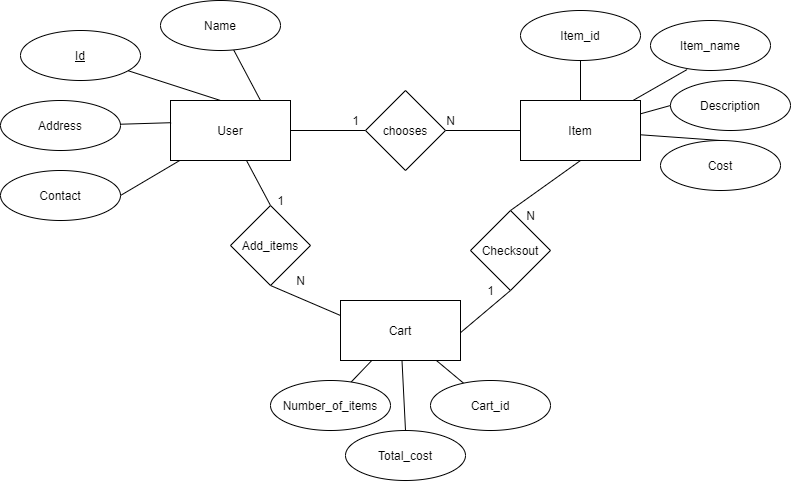 Name
Item_id
Item_name
Id
Description
Address
User
1
chooses
N
Item
Cost
Contact
1
N
Add_items
Checksout
N
1
Cart
Number_of_items
Cart_id
Total_cost